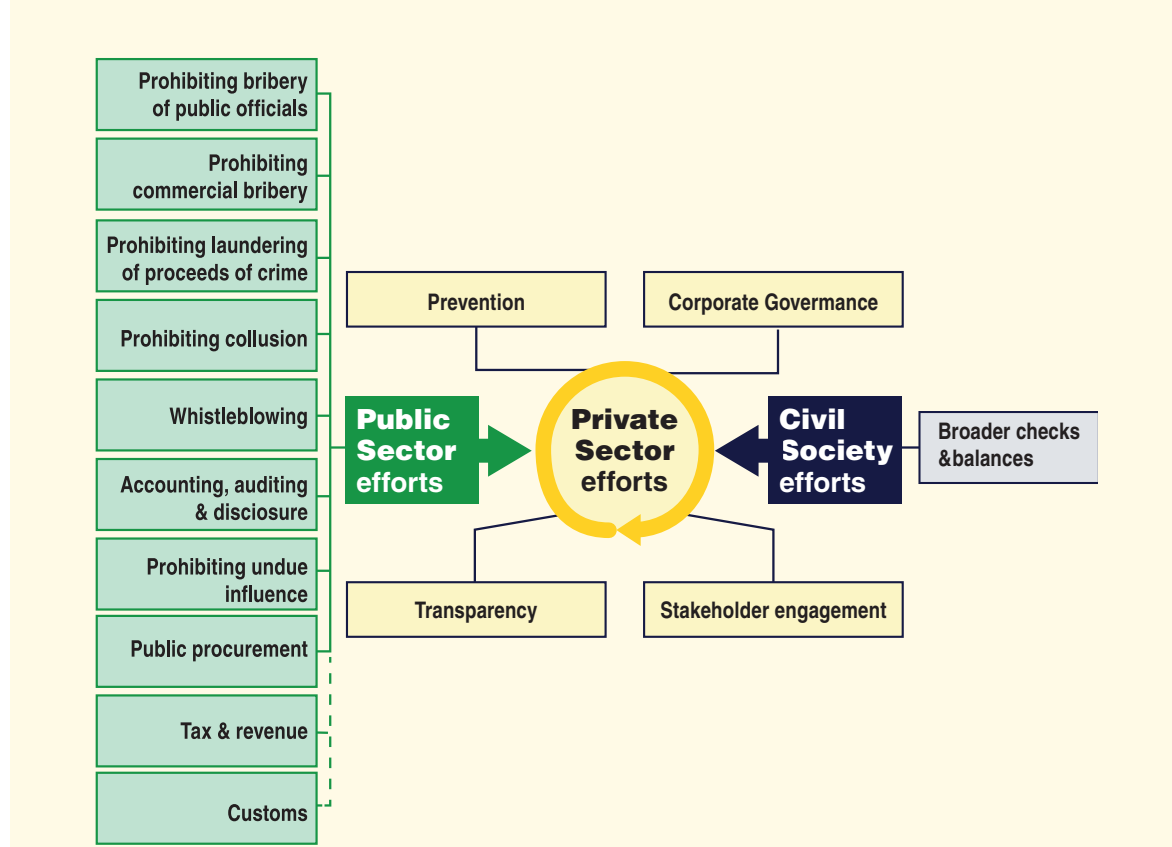 Prohibiting bribery
of public officials
Prohibiting
commercial bribery
Prohibiting laundering
of proceeds of crime
Prohibiting collusion
Whistleblowing
Accounting, auditing
& disclosure
Prohibiting undue
influence
Public procurement
Tax & revenue
Customs
Public
Sector
efforts
Prevention
Corporate Governance
Private
Sector
efforts
Transparency
Stakeholder engagement
Civil
Society
efforts
Broader checks
&balances